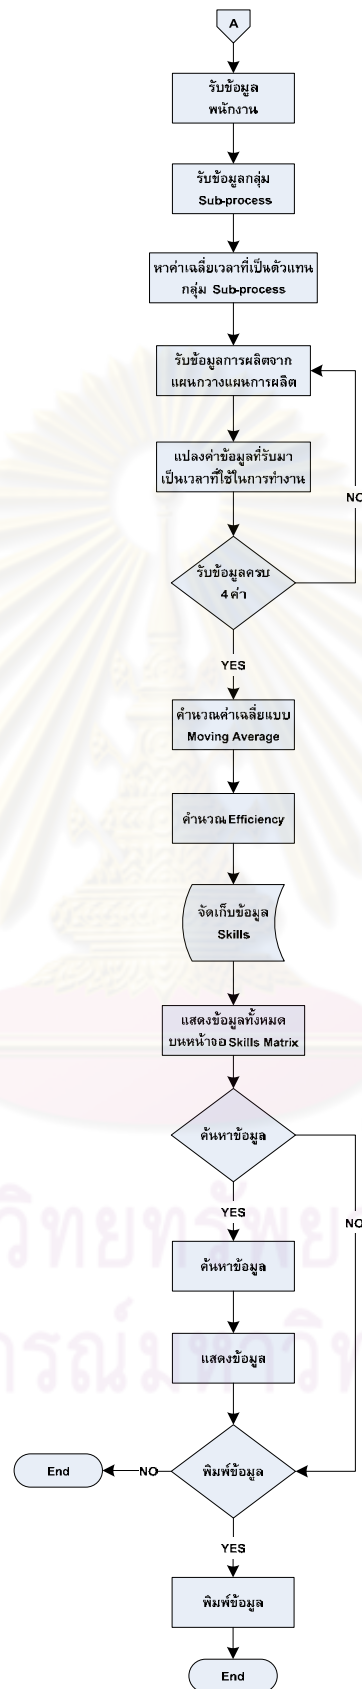 A
รับข้อมูล
พนักงาน
รับข้อมูลกลุ่ม
Sub-process
หาค่าเฉลี่ยเวลาที่เป็นตัวแทน
กลุ่ม Sub-process
รับข้อมูลการผลิตจาก
แผนกวางแผนการผลิต
แปลงค่าข้อมูลที่รับมา
เป็นเวลาที่ใช้ในการทำงาน
NO
รับข้อมูลครบ
4 ค่า
YES
คำนวณค่าเฉลี่ยแบบ
Moving Average
คำนวณ Efficiency
จัดเก็บข้อมูล
Skills
แสดงข้อมูลทั้งหมด
บนหน้าจอ Skills Matrix
ค้นหาข้อมูล
YES
NO
ค้นหาข้อมูล
แสดงข้อมูล
End
NO
พิมพ์ข้อมูล
YES
พิมพ์ข้อมูล
End